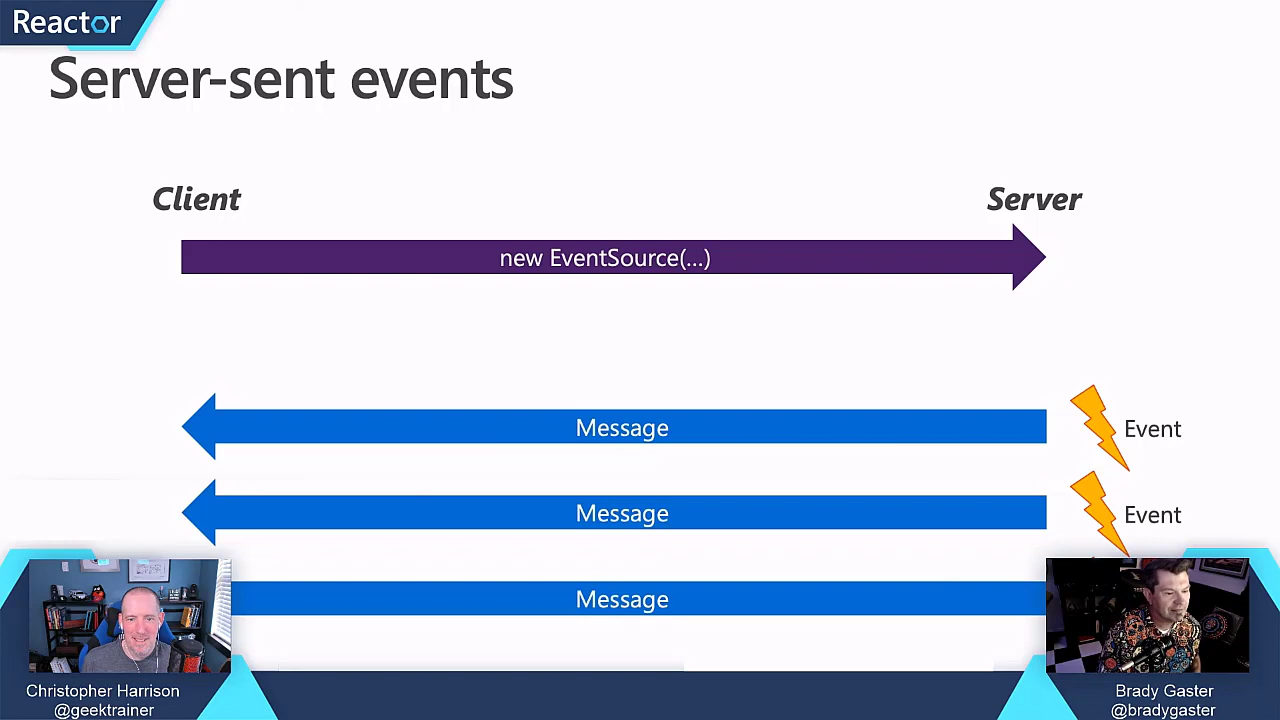 Reactor
Server-sent events
Client
Server
new EventSource(...)
Message
Event
Message
Event
Message
Christopher Harrison
@geektrainer
Brady Gaster
@bradygaster